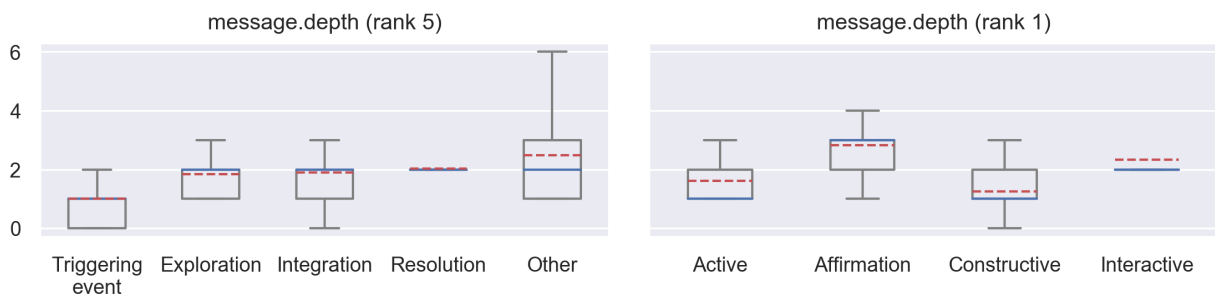 message.depth (rank 5)
message.depth (rank 1)
6
4
2
0
Triggering
event
Exploration
Integration
Resolution
Other
Active
Affirmation
Constructive
Interactive